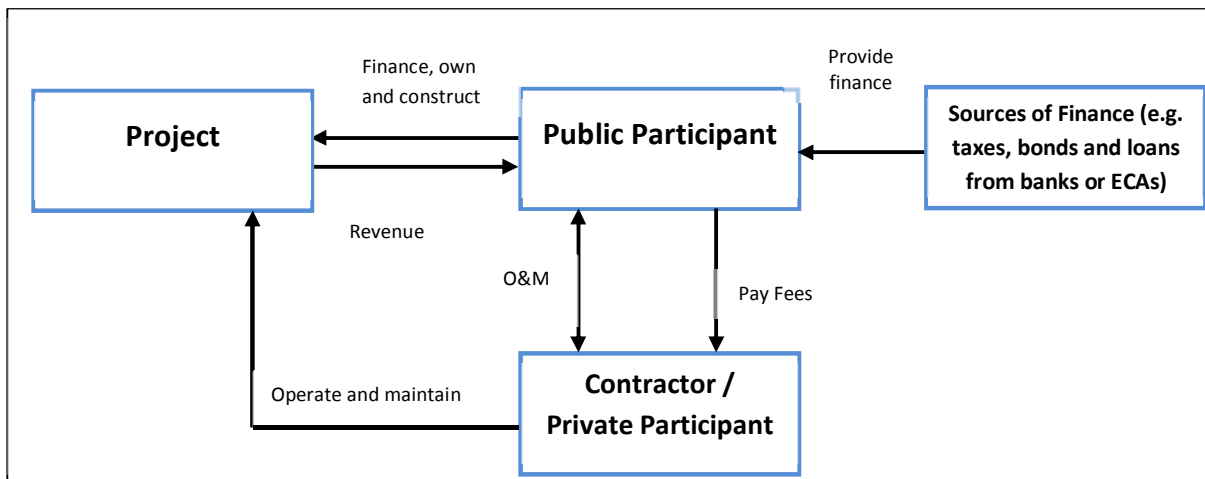 Finance, own
and construct
Provide
finance
Project
Public Participant
Sources of Finance (e.g.
taxes, bonds and loans
from banks or ECAs)
Revenue
O&M
Pay Fees
Operate and maintain
Contractor /
Private Participant